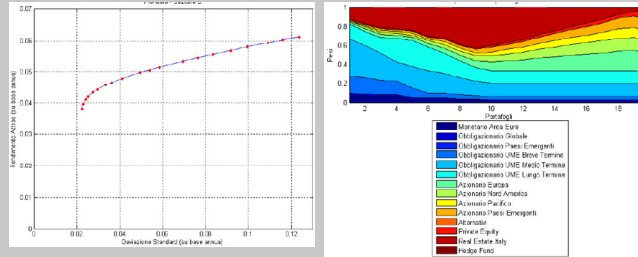 0.07
0.06
0.05
0.04
0.03
0.02
0.01
0
0 0.02 0.04 0.06 0.08 0.1 0.12
Deviazione Standard (su base annua)
Rendimento Atteso (su base annua)
1
0.8
0.6
0.4
0.2
0
2 4 6 8 10 12 14 16 18
Portafogli
Pesi
Monetario Area Euro
Obbligazionario Globale
Obbligazionario Paesi Emergenti
Obbligazionario UME Breve Termine
Obbligazionario UME Medio Termine
Obbligazionario UME Lungo Termine
Azionario Europa
Azionario Nord America
Azionario Pacifico
Azionario Paesi Emergenti
Alternativi
Private Equity
Real Estate Italy
Hedge Fund